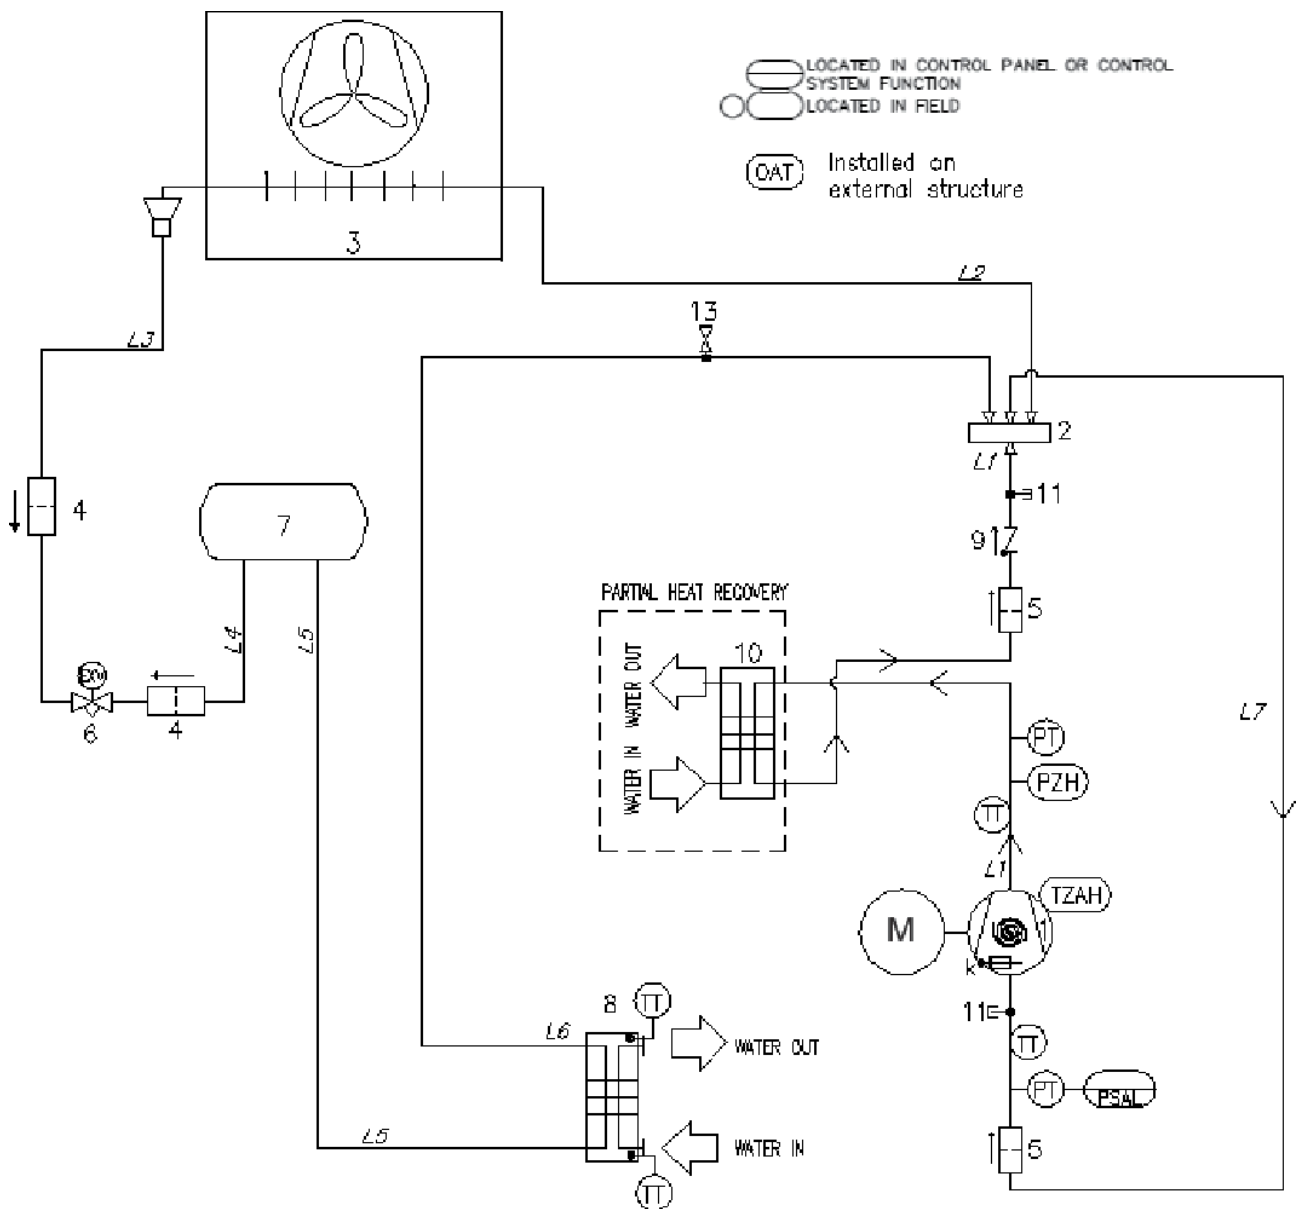 LOCATED IN CONTROL PANEL OR CONTROL
SYSTEM FUNCTION
LOCATED IN FIELD
OAT
Installed on
external structure
3
L2
13
L3
2
L1
11
4
7
9
5
PARTIAL HEAT RECOVERY
L4
L5
10
WATER OUT
WATER IN
EXV
6
4
L7
PT
PZH
TT
L1
TZAH
M
1
k
11
8
TT
L6
WATER OUT
TT
PT
PSAL
L5
WATER IN
5
TT